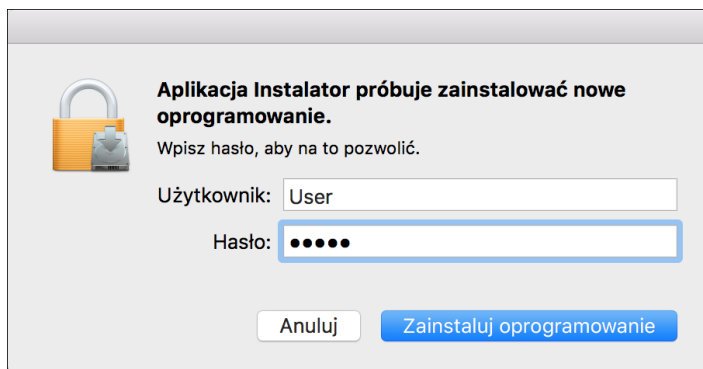 Aplikacja Instalator próbuje zainstalować nowe
oprogramowanie.
Wpisz hasło, aby na to pozwolić.
Użytkownik: User
Hasło: •••••
Anuluj Zainstaluj oprogramowanie